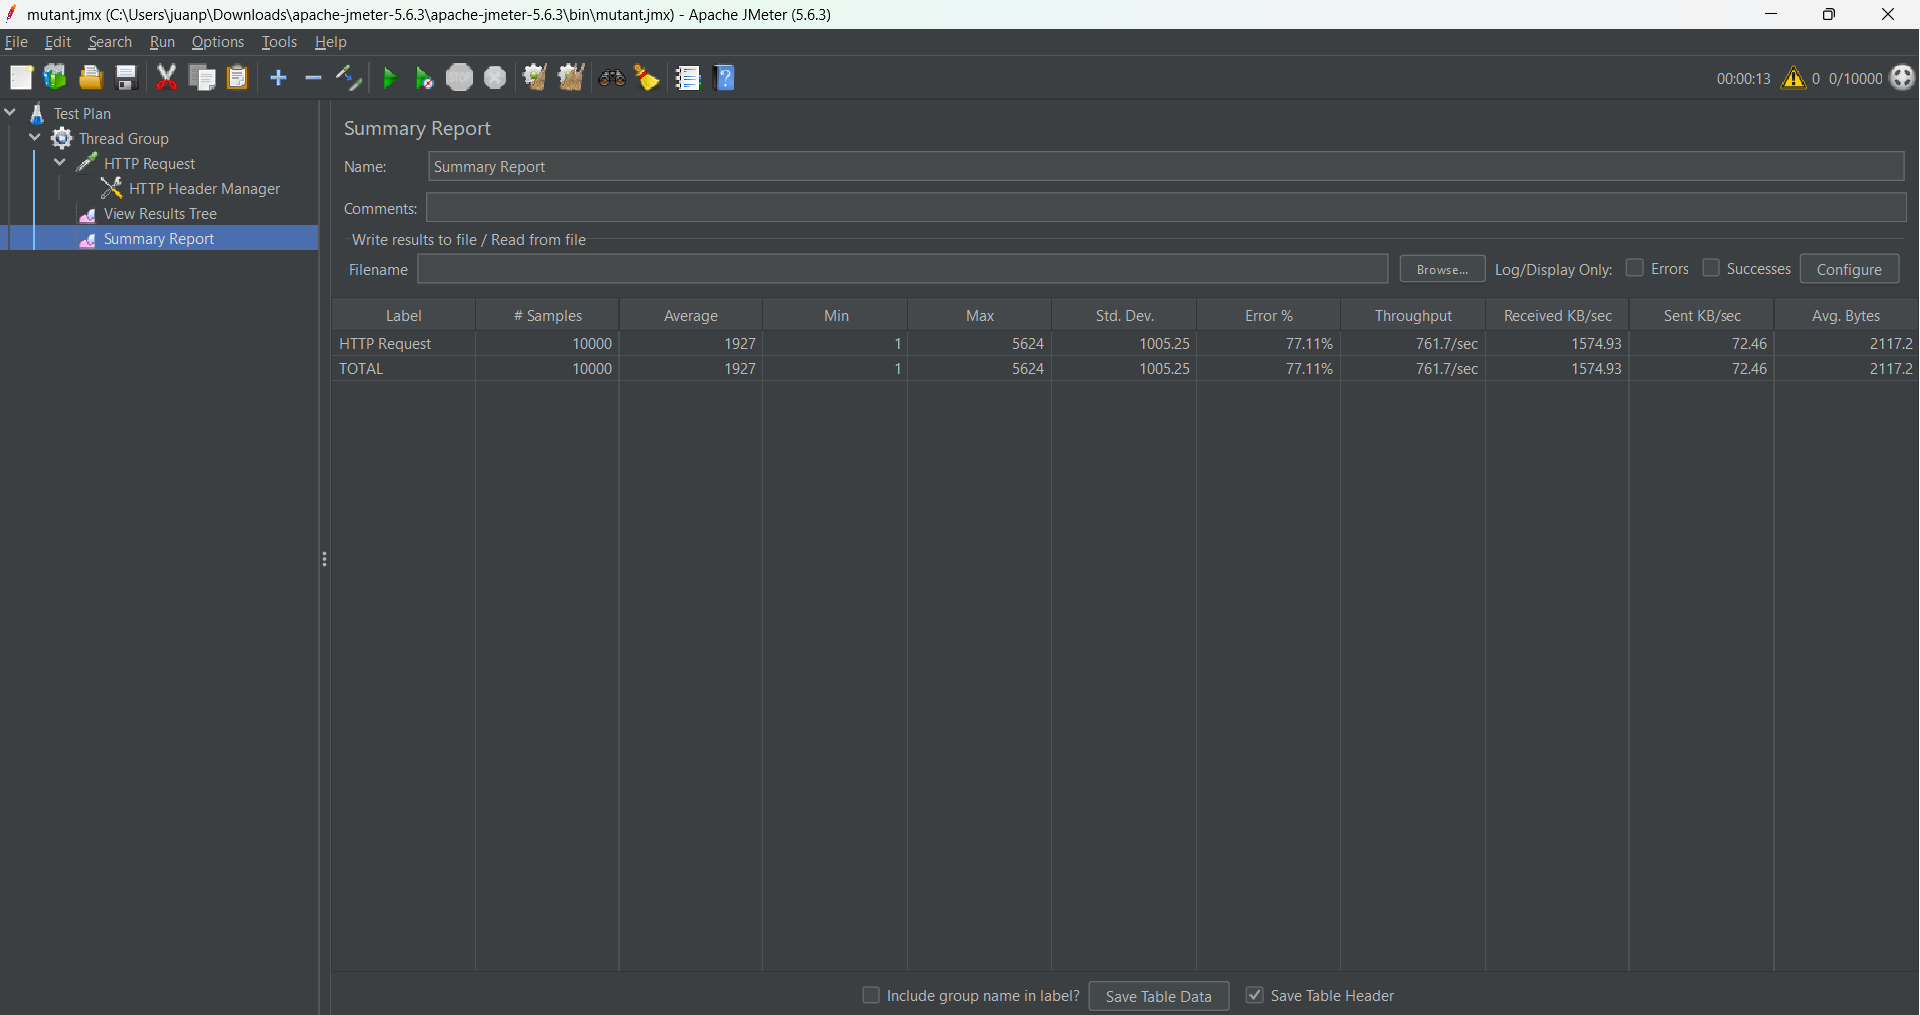 mutant.jmx (C:\Users\juanp\Downloads\apache-jmeter-5.6.3\apache-jmeter-5.6.3\bin\mutant.jmx) - Apache JMeter (5.6.3)
File Edit Search Run Options Tools Help
STOP
00:00:13 0 0/10000
Test Plan
Thread Group
HTTP Request
HTTP Header Manager
View Results Tree
Summary Report
Summary Report
Name: Summary Report
Comments:
Write results to file / Read from file
Filename Browse... Log/Display Only: Errors Successes Configure
Label # Samples Average Min Max Std. Dev. Error % Throughput Received KB/sec Sent KB/sec Avg. Bytes
HTTP Request 10000 1927 1 5624 1005.25 77.11% 761.7/sec 1574.93 72.46 2117.2
TOTAL 10000 1927 1 5624 1005.25 77.11% 761.7/sec 1574.93 72.46 2117.2
Include group name in label? Save Table Data Save Table Header